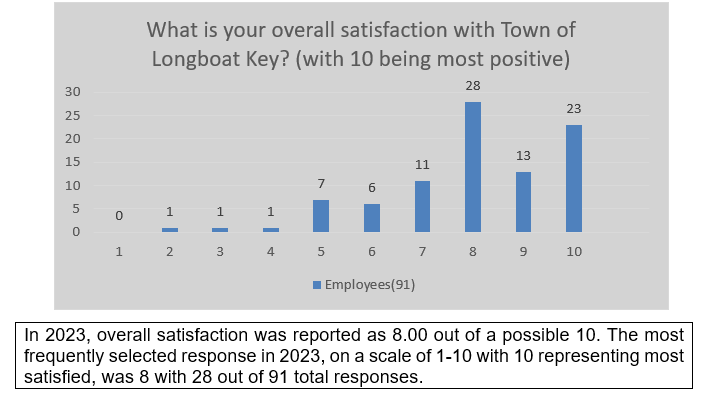 What is your overall satisfaction with Town of
Longboat Key? (with 10 being most positive)
30
25
20
15
10
5
0
0
1
1
1
7
6
11
28
13
23
1 2 3 4 5 6 7 8 9 10
Employees(91)
In 2023, overall satisfaction was reported as 8.00 out of a possible 10. The most
frequently selected response in 2023, on a scale of 1-10 with 10 representing most
satisfied, was 8 with 28 out of 91 total responses.